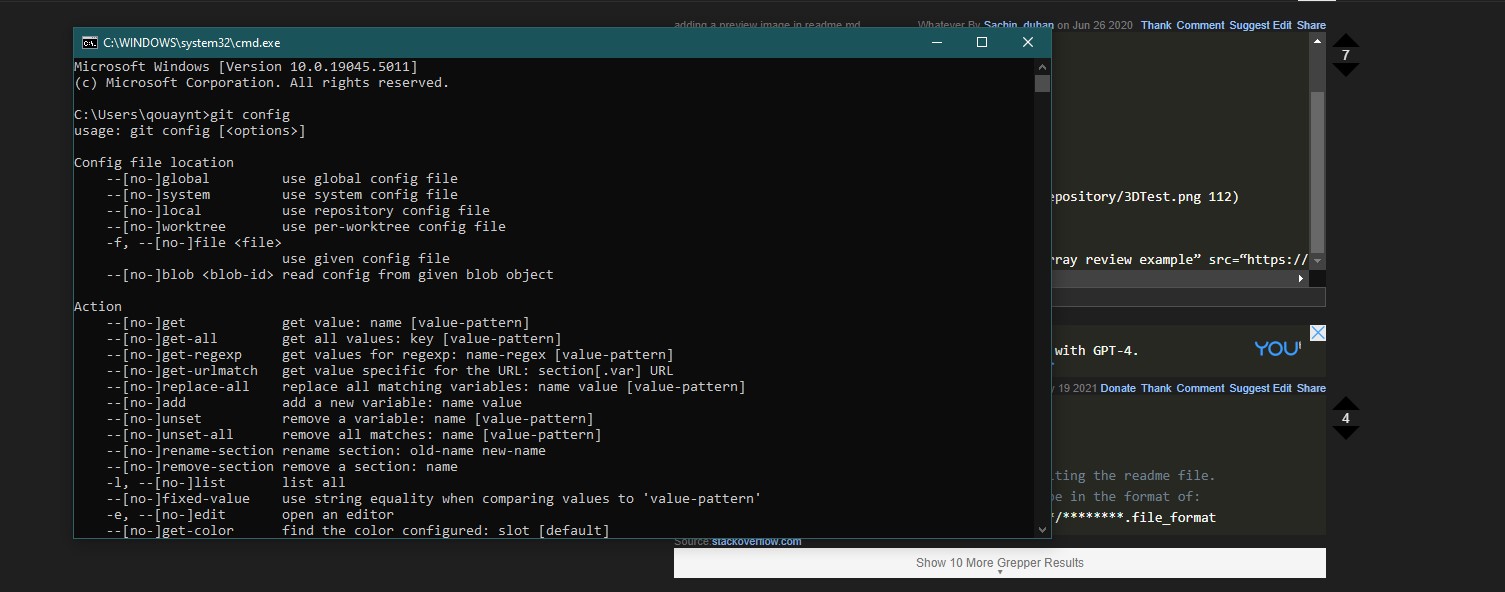 adding a preview image in readme.md
Whatever By Sachin_duhan on Jun 26 2020 Thank Comment Suggest Edit Share
7
C:\WINDOWS\system32\cmd.exe
Microsoft Windows [Version 10.0.19045.5011]
(c) Microsoft Corporation. All rights reserved.
C:\Users\qouaynt>git config
usage: git config [<options>]
Config file location
--[no-]global use global config file
--[no-]system use system config file
--[no-]local use repository config file
--[no-]worktree use per-worktree config file
-f, --[no-]file <file>
use given config file
--[no-]blob <blob-id> read config from given blob object
Action
--[no-]get get value: name [value-pattern]
--[no-]get-all get all values: key [value-pattern]
--[no-]get-regexp get values for regexp: name-regex [value-pattern]
--[no-]get-urlmatch get value specific for the URL: section[.var] URL
--[no-]replace-all replace all matching variables: name value [value-pattern]
--[no-]add add a new variable: name value
--[no-]unset remove a variable: name [value-pattern]
--[no-]unset-all remove all matches: name [value-pattern]
--[no-]rename-section rename section: old-name new-name
--[no-]remove-section remove a section: name
-l, --[no-]list list all
--[no-]fixed-value use string equality when comparing values to 'value-pattern'
-e, --[no-]edit open an editor
--[no-]get-color find the color configured: slot [default]
epository/3DTest.png 112)
rray review example” src=“https://
with GPT-4.
YOU
19 2021 Donate Thank Comment Suggest Edit Share
4
ting the readme file.
be in the format of:
*/********.file_format
Source:stackoverflow.com
Show 10 More Grepper Results